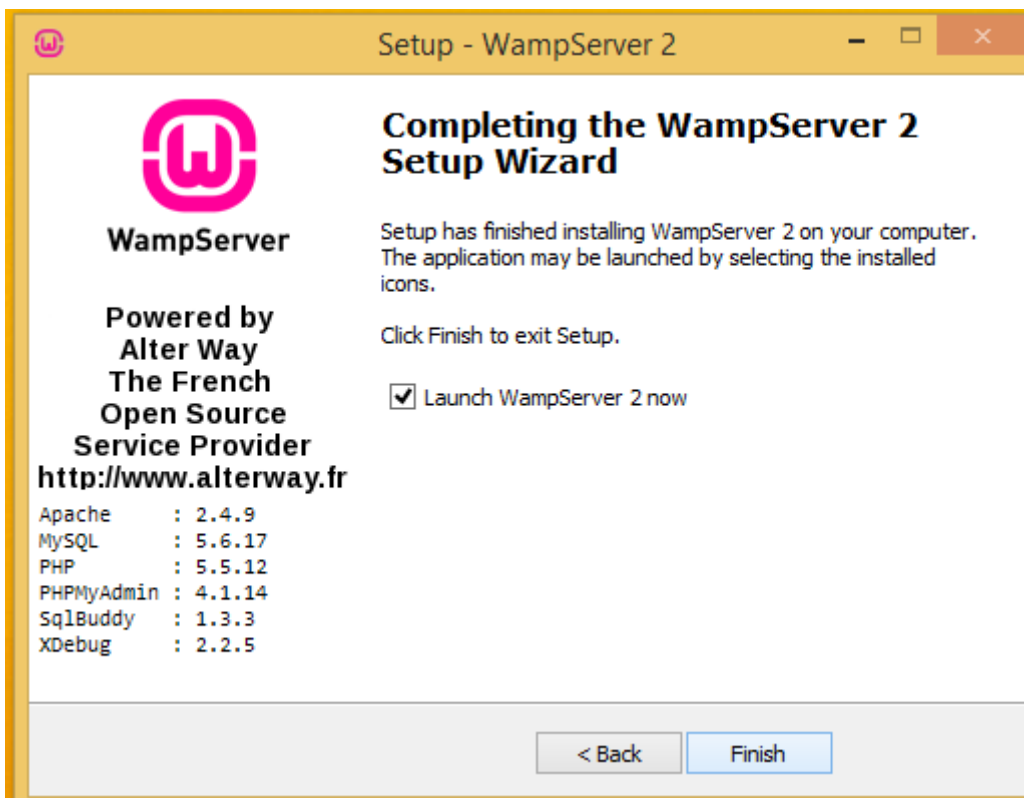 Setup - WampServer 2
WampServer
Powered by
Alter Way
The French
Open Source
Service Provider
http://www.alterway.fr
Apache : 2.4.9
MySQL : 5.6.17
PHP : 5.5.12
PHPMyAdmin : 4.1.14
SqlBuddy : 1.3.3
XDebug : 2.2.5
Completing the WampServer 2
Setup Wizard
Setup has finished installing WampServer 2 on your computer.
The application may be launched by selecting the installed
icons.
Click Finish to exit Setup.
Launch WampServer 2 now
< Back
Finish